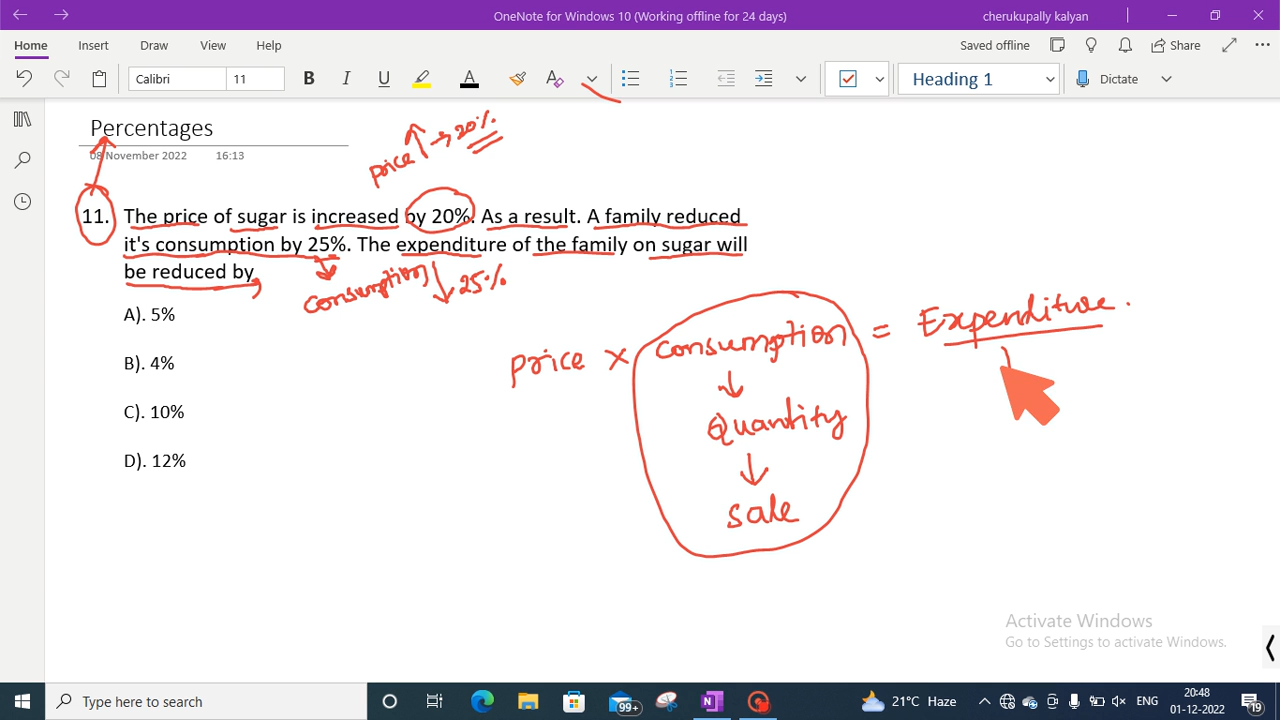 OneNote for Windows 10 (Working offline for 24 days)
cherukupally kalyan
Home Insert Draw View Help
Saved offline
Share
Calibri 11 B I U A A
Heading 1
Dictate
Percentages
08 November 2022 16:13
price → 20%
11. The price of sugar is increased by 20%. As a result. A family reduced
it's consumption by 25%. The expenditure of the family on sugar will
be reduced by
consumption ↓ 25%
A). 5%
B). 4%
C). 10%
D). 12%
price × consumption = Expenditure.
↓
Quantity
↓
sale
Activate Windows
Go to Settings to activate Windows.
Type here to search
99+
N
21°C Haze
ENG
20:48
01-12-2022
19